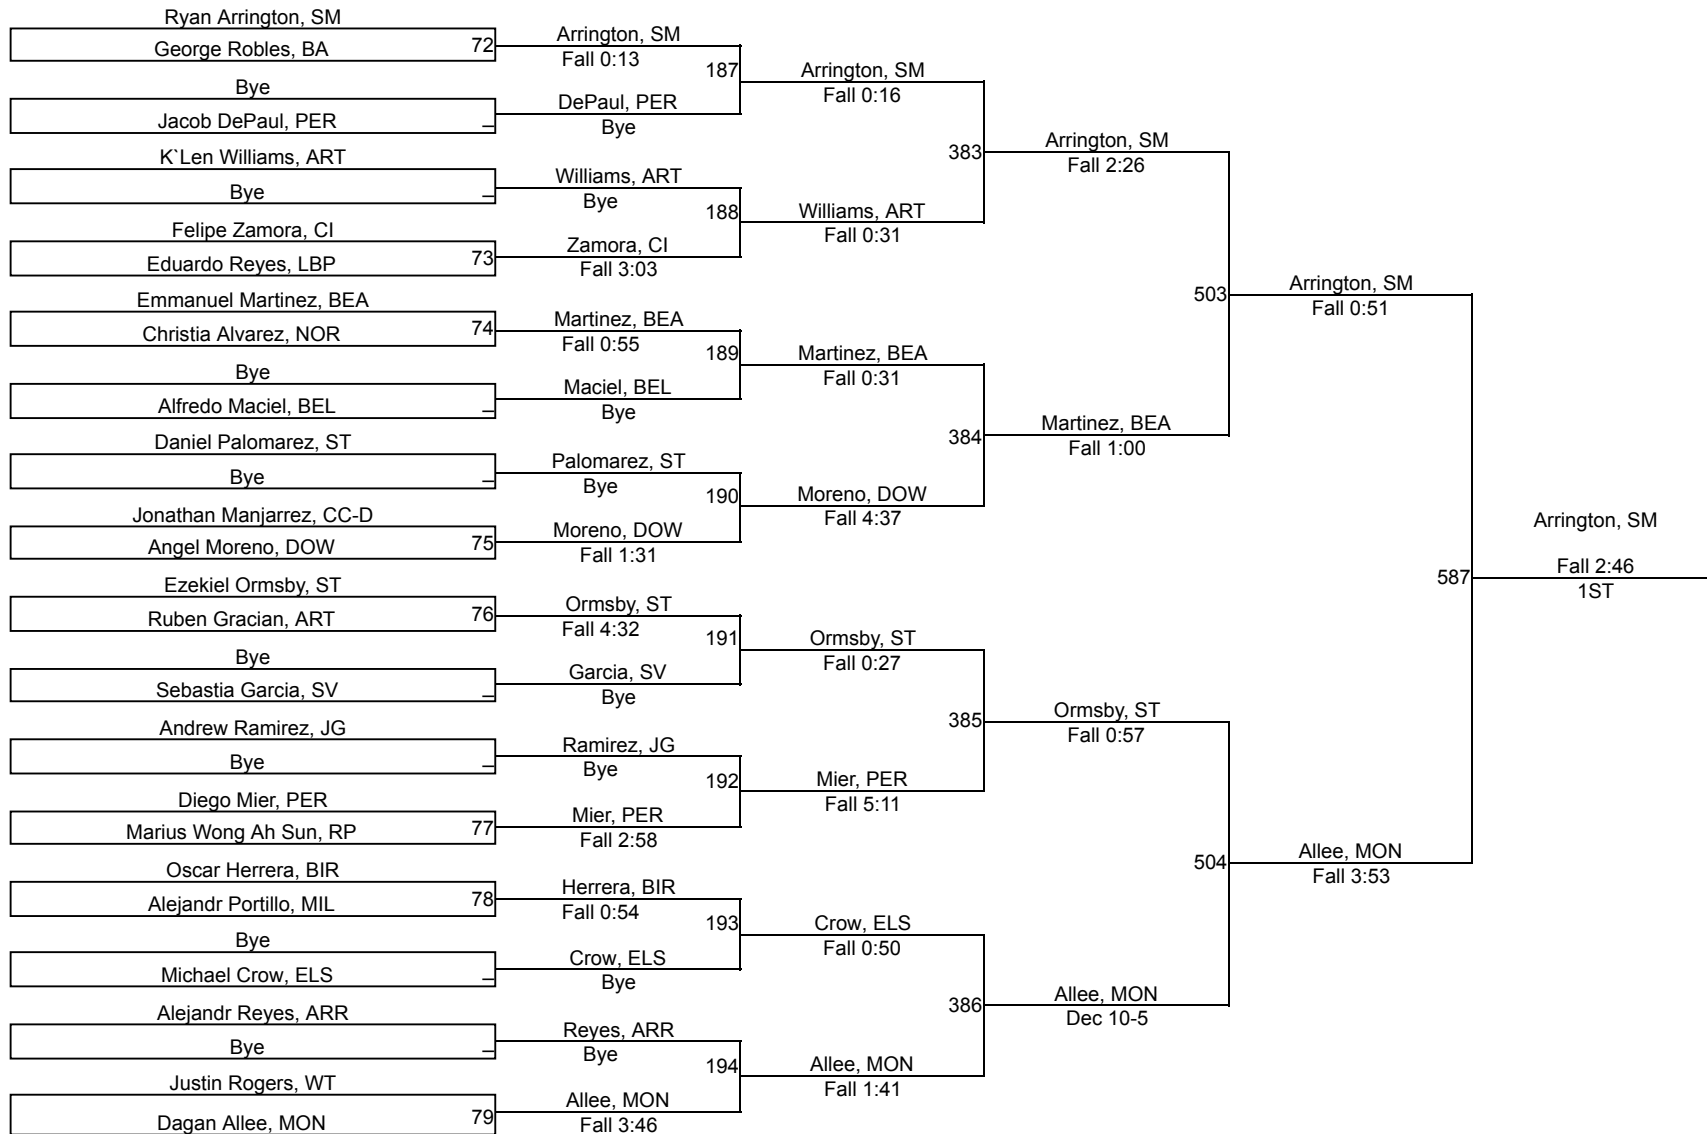 Ryan Arrington, SM
George Robles, BA
72
Bye
Jacob DePaul, PER
_
K`Len Williams, ART
Bye
_
Felipe Zamora, CI
Eduardo Reyes, LBP
73
Emmanuel Martinez, BEA
Christia Alvarez, NOR
74
Bye
Alfredo Maciel, BEL
_
Daniel Palomarez, ST
Bye
_
Jonathan Manjarrez, CC-D
Angel Moreno, DOW
75
Ezekiel Ormsby, ST
Ruben Gracian, ART
76
Bye
Sebastia Garcia, SV
_
Andrew Ramirez, JG
Bye
_
Diego Mier, PER
Marius Wong Ah Sun, RP
77
Oscar Herrera, BIR
Alejandr Portillo, MIL
78
Bye
Michael Crow, ELS
_
Alejandr Reyes, ARR
Bye
_
Justin Rogers, WT
Dagan Allee, MON
79
Arrington, SM
Fall 0:13
187
DePaul, PER
Bye
Williams, ART
Bye
188
Zamora, CI
Fall 3:03
Martinez, BEA
Fall 0:55
189
Maciel, BEL
Bye
Palomarez, ST
Bye
190
Moreno, DOW
Fall 1:31
Ormsby, ST
Fall 4:32
191
Garcia, SV
Bye
Ramirez, JG
Bye
192
Mier, PER
Fall 2:58
Herrera, BIR
Fall 0:54
193
Crow, ELS
Bye
Reyes, ARR
Bye
194
Allee, MON
Fall 3:46
Arrington, SM
Fall 0:16
383
Williams, ART
Fall 0:31
Martinez, BEA
Fall 0:31
384
Moreno, DOW
Fall 4:37
Ormsby, ST
Fall 0:27
385
Mier, PER
Fall 5:11
Crow, ELS
Fall 0:50
386
Allee, MON
Fall 1:41
Arrington, SM
Fall 2:26
503
Martinez, BEA
Fall 1:00
Ormsby, ST
Fall 0:57
504
Allee, MON
Dec 10-5
Arrington, SM
Fall 0:51
587
Allee, MON
Fall 3:53
Arrington, SM
Fall 2:46
1ST